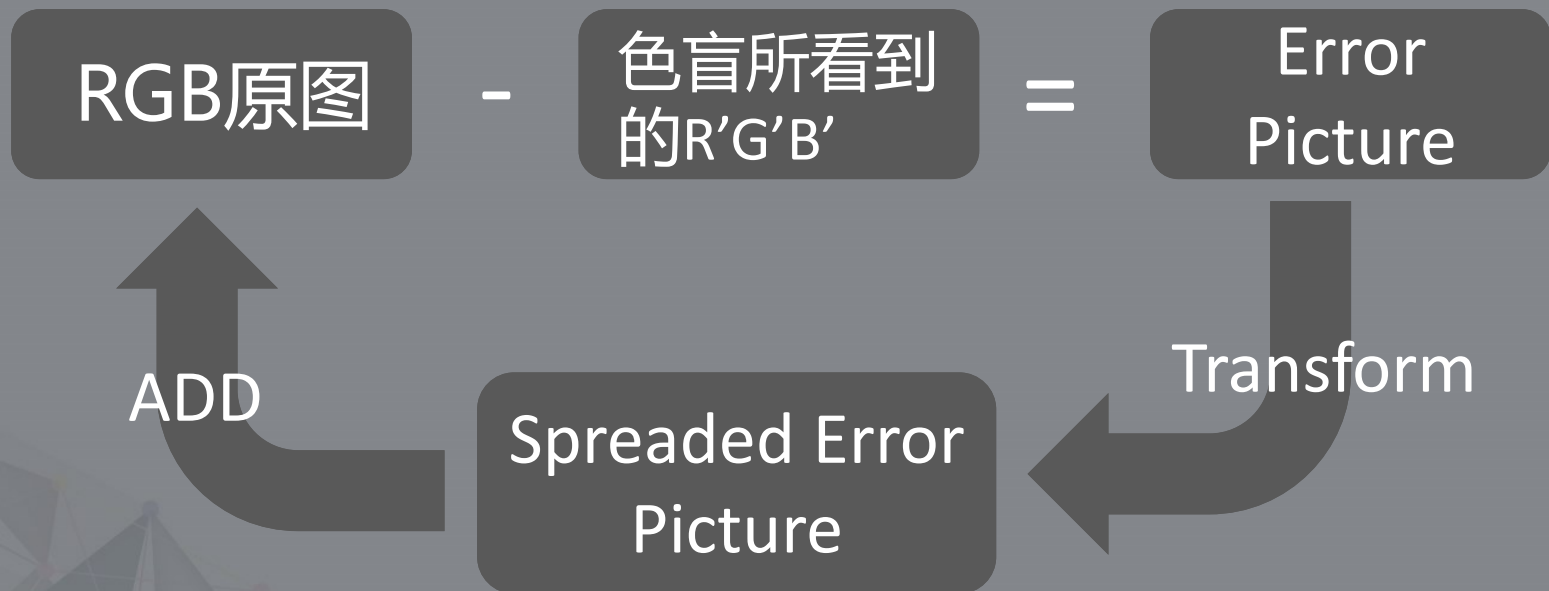 RGB原图
-
色盲所看到
的R’G’B’
=
Error
Picture
Transform
ADD
Spreaded Error
Picture